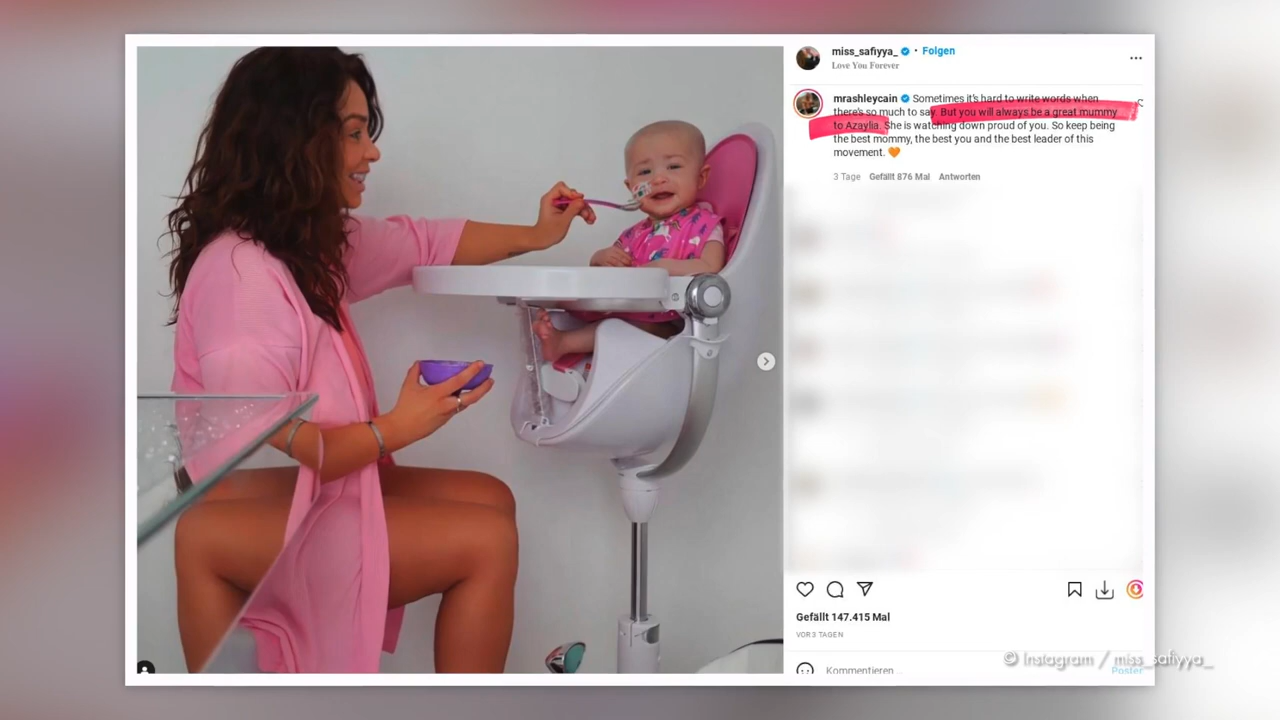 miss_safiyya_ • Folgen
Love You Forever
mrashleycain Sometimes it's hard to write words when
there's so much to say. But you will always be a great mummy
to Azaylia. She is watching down proud of you. So keep being
the best mommy, the best you and the best leader of this
movement. 🧡
3 Tage Gefällt 876 Mal Antworten
Gefällt 147.415 Mal
VOR 3 TAGEN
Kommentieren ...
Posten
© Instagram / miss_safiyya_